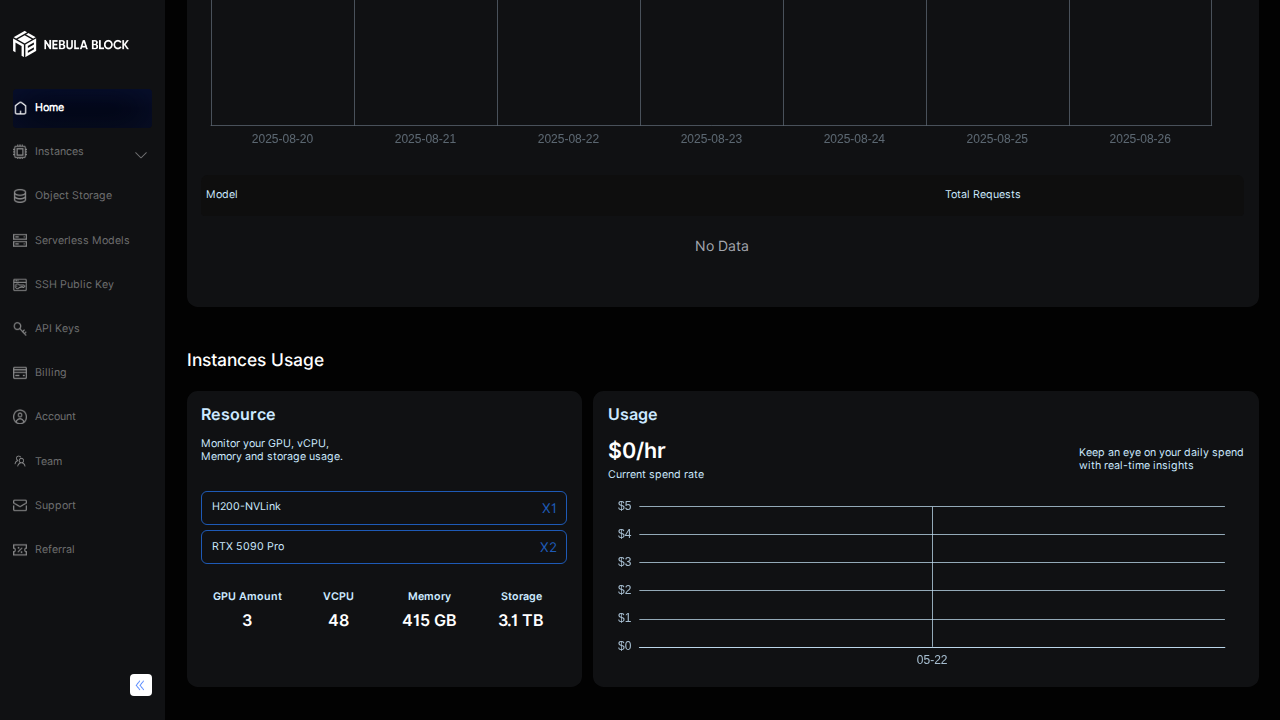 NEBULA BLOCK
Home
Instances
Object Storage
Serverless Models
SSH Public Key
API Keys
Billing
Account
Team
Support
Referral
2025-08-20 2025-08-21 2025-08-22 2025-08-23 2025-08-24 2025-08-25 2025-08-26
Model Total Requests
No Data
Instances Usage
Resource
Monitor your GPU, vCPU,
Memory and storage usage.
H200-NVLink X1
RTX 5090 Pro X2
GPU Amount VCPU Memory Storage
3 48 415 GB 3.1 TB
Usage
$0/hr
Current spend rate
Keep an eye on your daily spend
with real-time insights
$5
$4
$3
$2
$1
$0
05-22